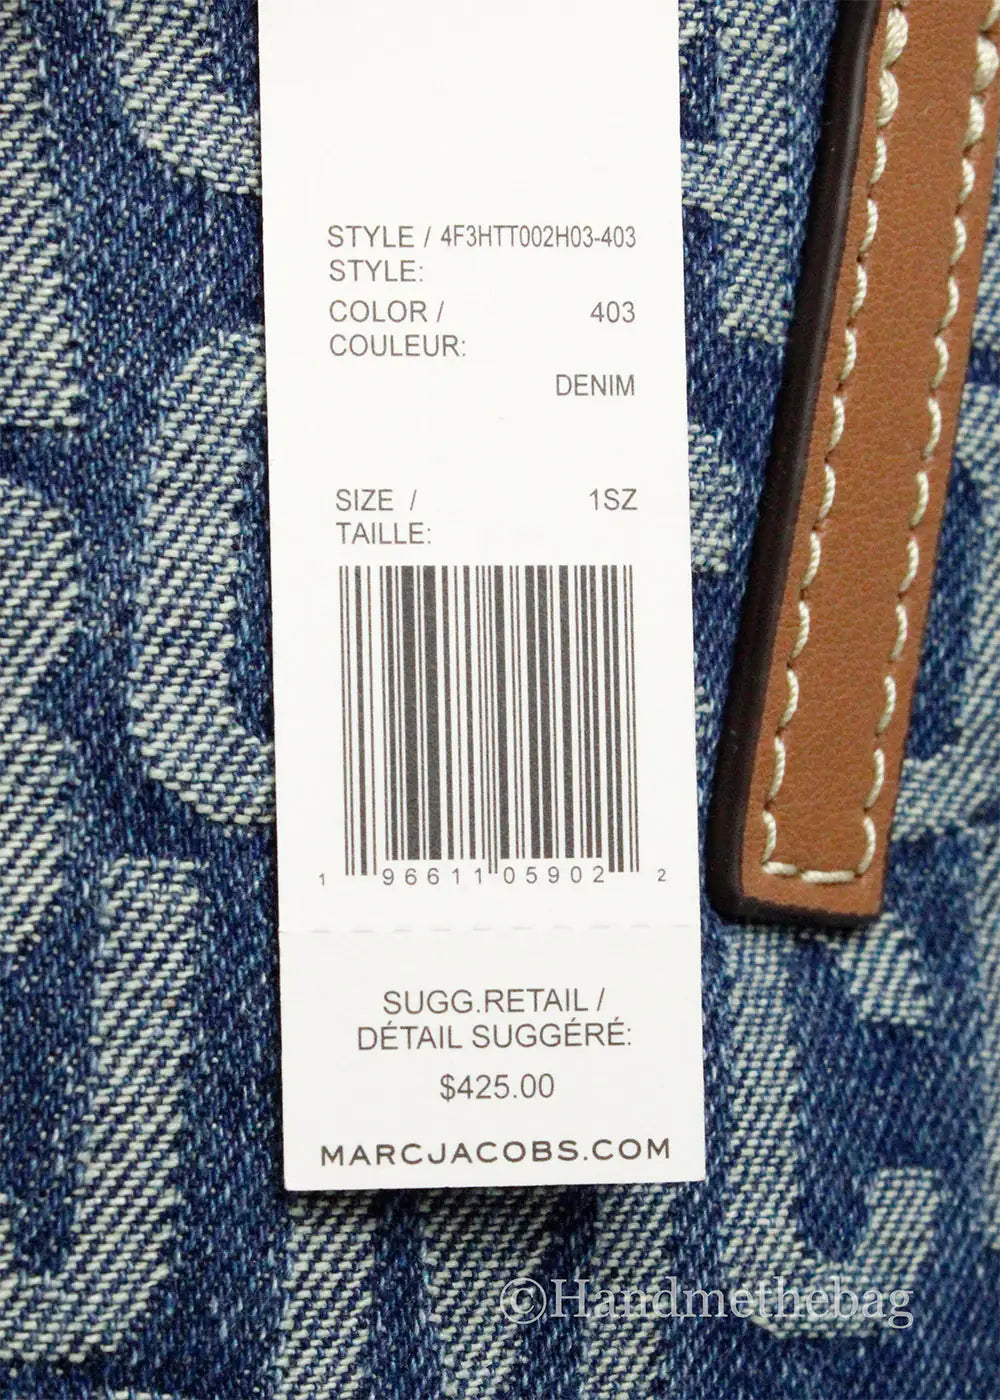 STYLE / 4F3HTT002H03-403
STYLE:
COLOR / 403
COULEUR:
DENIM
SIZE / 1SZ
TAILLE:
1 96611 05902 2
SUGG.RETAIL /
DÉTAIL SUGGÉRÉ:
$425.00
MARCJACOBS.COM
©Handmethebag